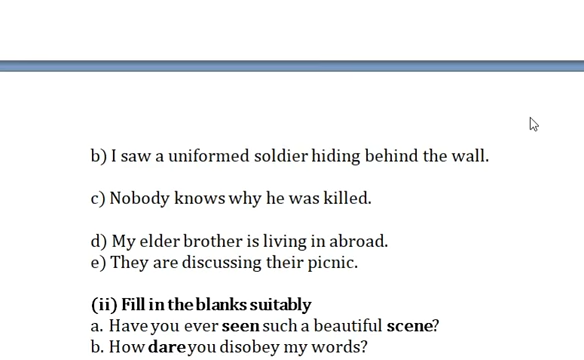 b) I saw a uniformed soldier hiding behind the wall.
c) Nobody knows why he was killed.
d) My elder brother is living in abroad.
e) They are discussing their picnic.
(ii) Fill in the blanks suitably
a. Have you ever seen such a beautiful scene?
b. How dare you disobey my words?